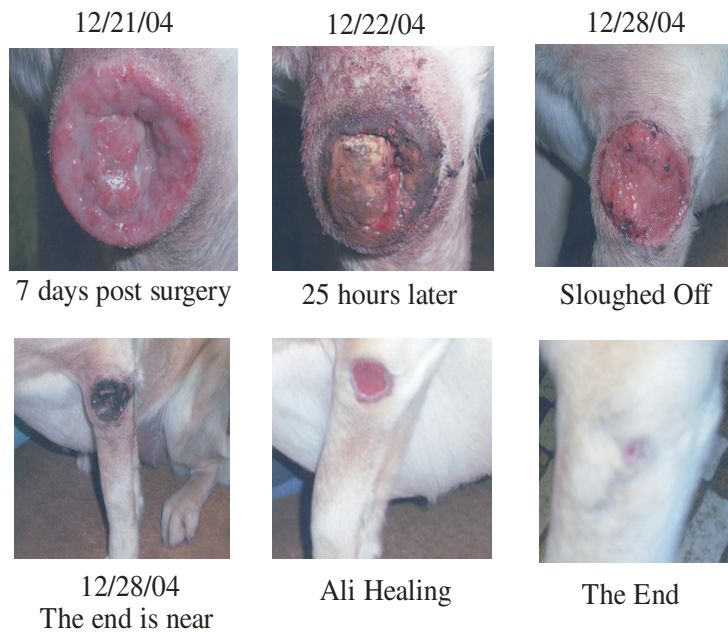 12/21/04
12/22/04
12/28/04
7 days post surgery
25 hours later
Sloughed Off
12/28/04
The end is near
Ali Healing
The End